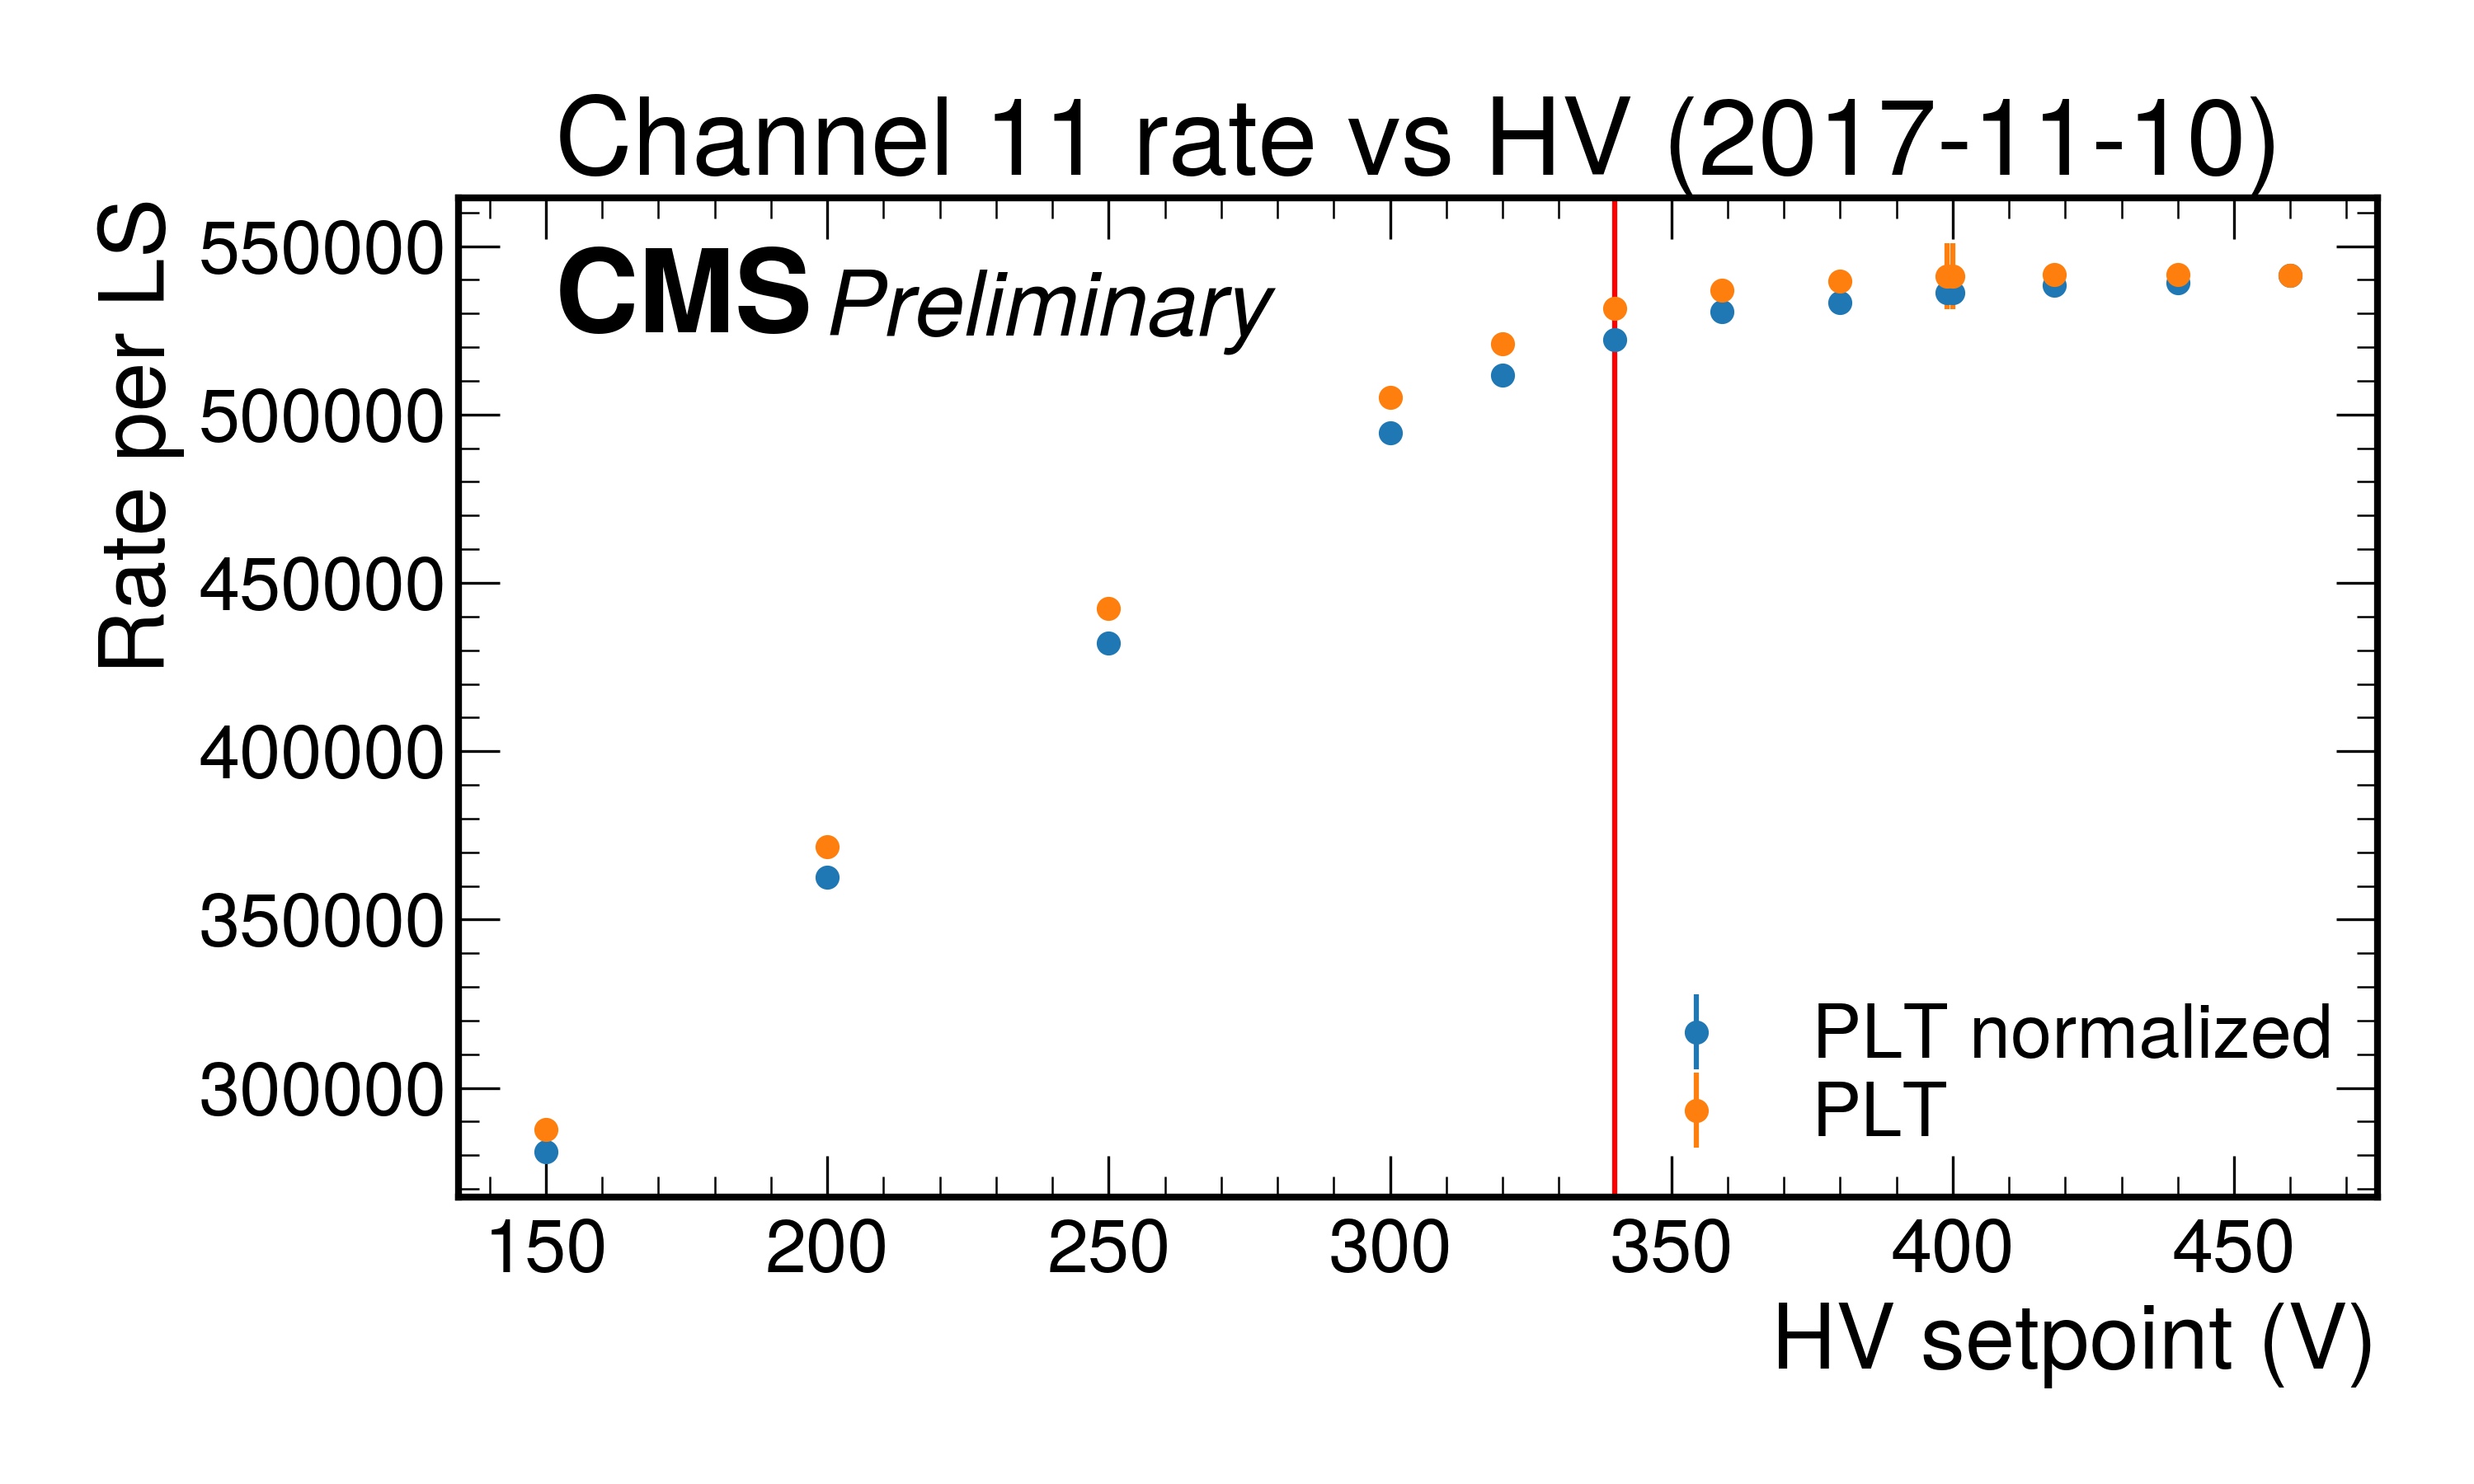 Channel 11 rate vs HV (2017-11-10)
CMS Preliminary
Rate per LS
550000
500000
450000
400000
350000
300000
PLT normalized
PLT
150 200 250 300 350 400 450
HV setpoint (V)